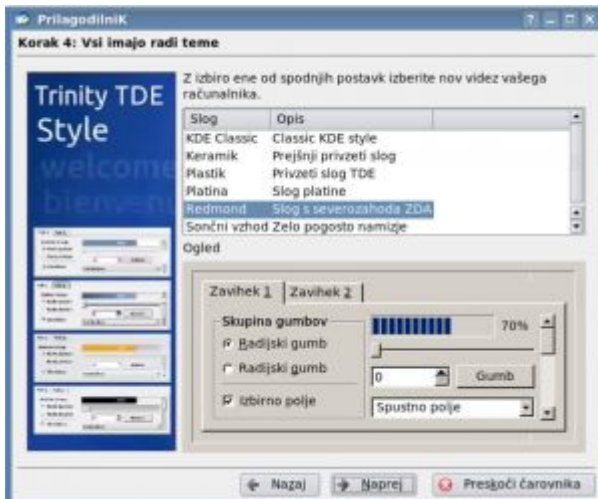 PrilagodilniK
Korak 4: Vsi imajo radi teme
Trinity TDE
Style
welcome
Z izbiro ene od spodnjih postavk izberite nov videz vašega
računalnika.
Slog Opis
KDE Classic Classic KDE style
Keramik Prejšnji privzeti slog
Plastik Privzeti slog TDE
Platina Slog platine
Redmond Slog s severozahoda ZDA
Sončni vzhod Zelo pogosto namizje
Ogled
Zavihek 1 Zavihek 2
Skupina gumbov
70%
Radijski gumb
Radijski gumb
0 Gumb
Izbirno polje
Spustno polje
Nazaj Naprej Preskoči čarovnika